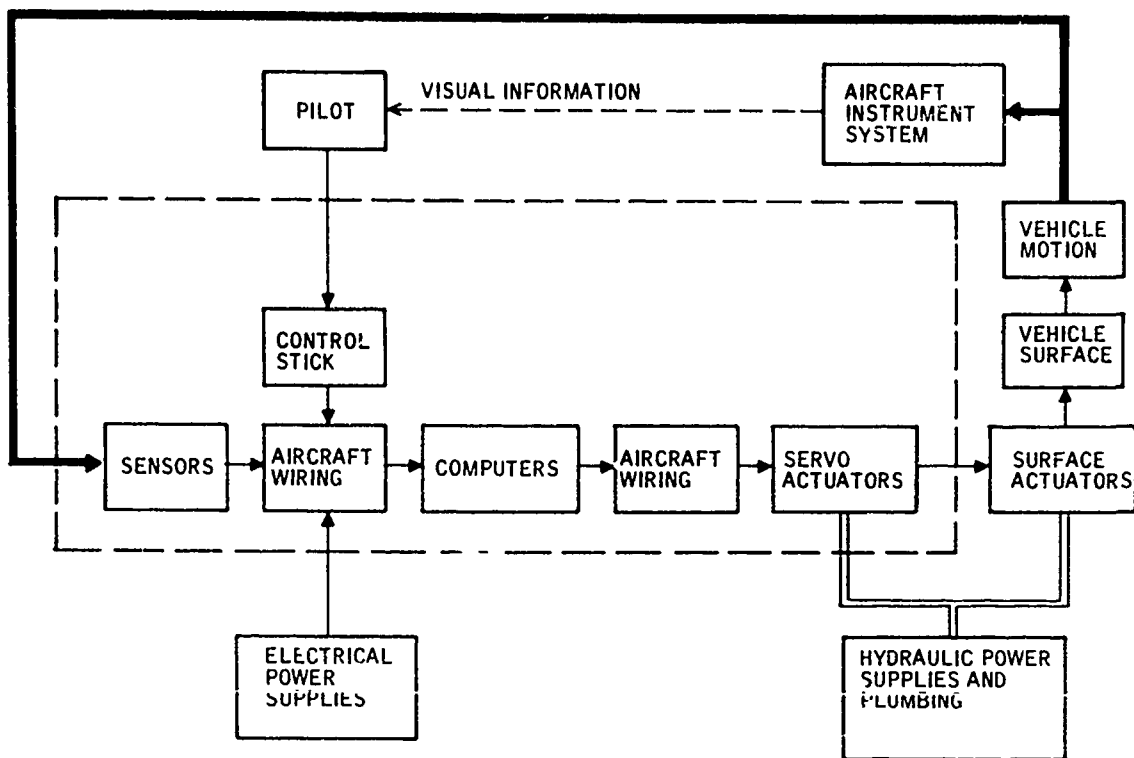 VISUAL INFORMATION
PILOT
AIRCRAFT
INSTRUMENT
SYSTEM
VEHICLE
MOTION
CONTROL
STICK
VEHICLE
SURFACE
SENSORS
AIRCRAFT
WIRING
COMPUTERS
AIRCRAFT
WIRING
SERVO
ACTUATORS
SURFACE
ACTUATORS
ELECTRICAL
POWER
SUPPLIES
HYDRAULIC POWER
SUPPLIES AND
PLUMBING